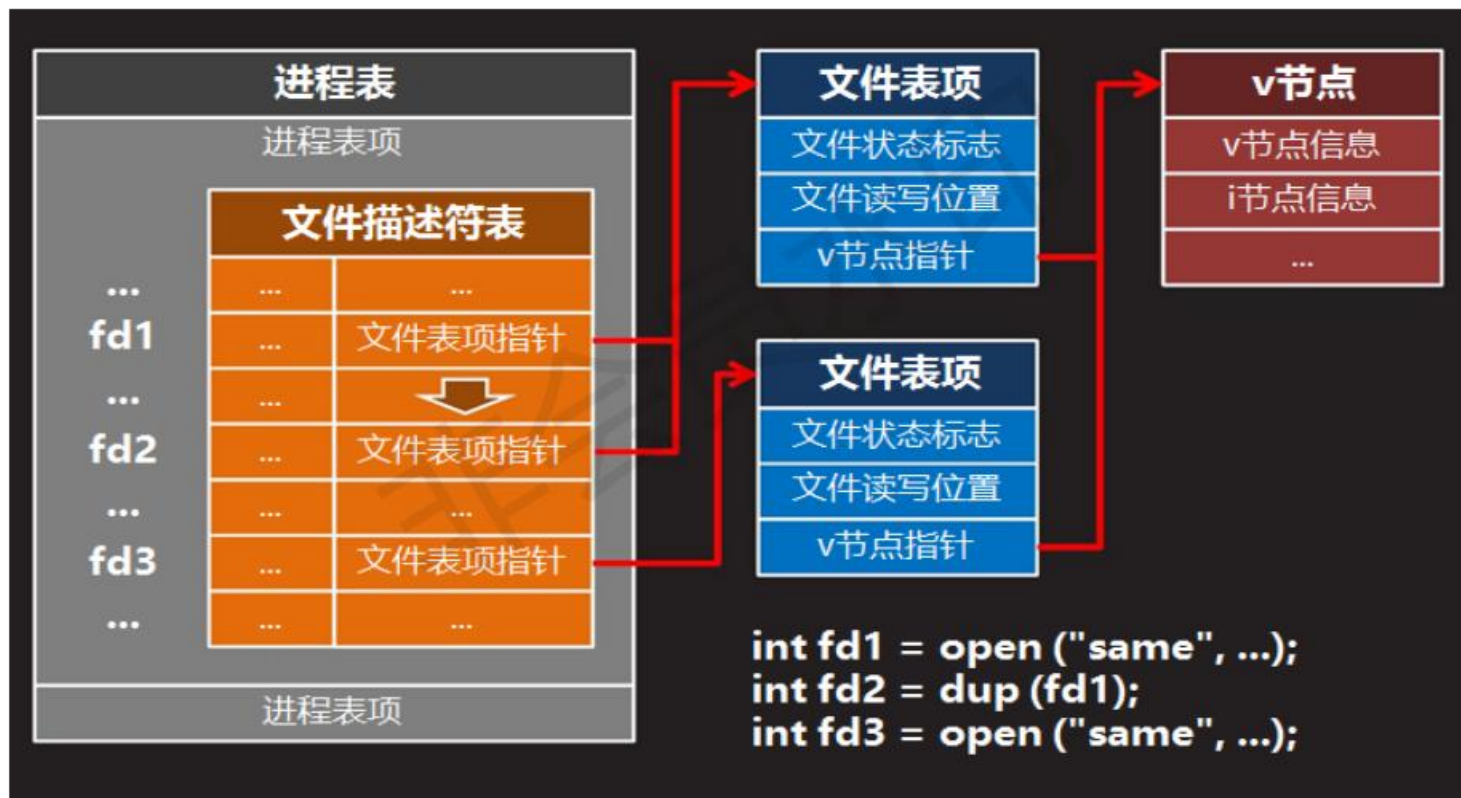 进程表
进程表项
文件描述符表
... ... ...
fd1 ... 文件表项指针
... ...
fd2 ... 文件表项指针
... ... ...
fd3 ... 文件表项指针
... ... ...
进程表项
文件表项
文件状态标志
文件读写位置
v节点指针
文件表项
文件状态标志
文件读写位置
v节点指针
v节点
v节点信息
i节点信息
...
int fd1 = open ("same", ...);
int fd2 = dup (fd1);
int fd3 = open ("same", ...);
非会员水印